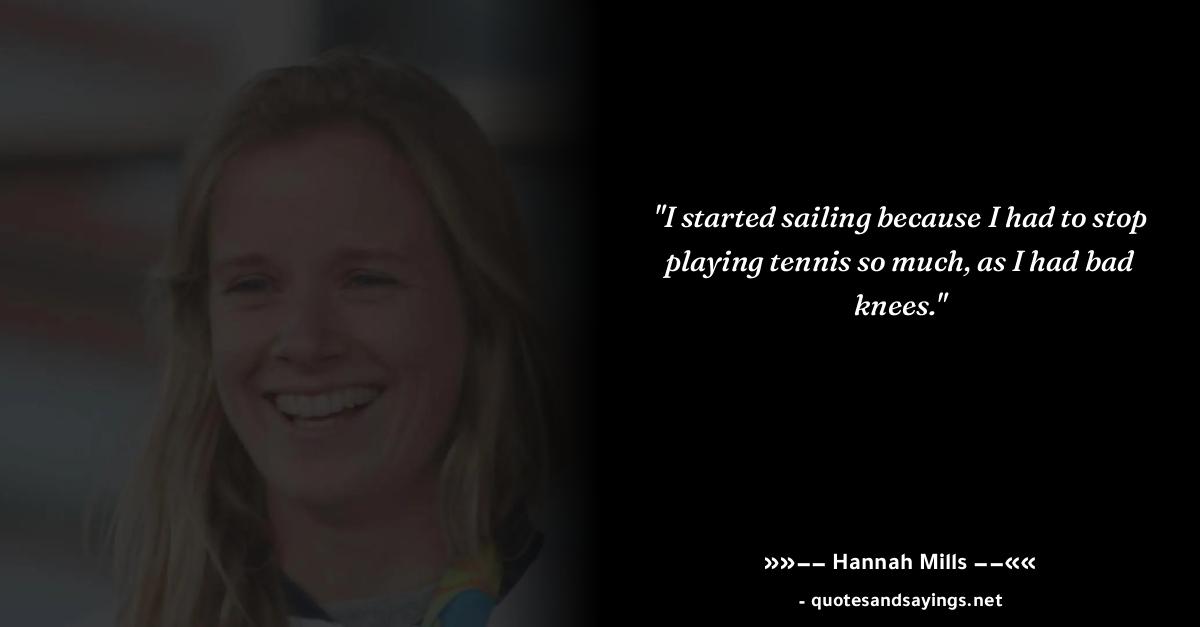 "I started sailing because I had to stop
playing tennis so much, as I had bad
knees."
»»–– Hannah Mills ––««
- quotesandsayings.net